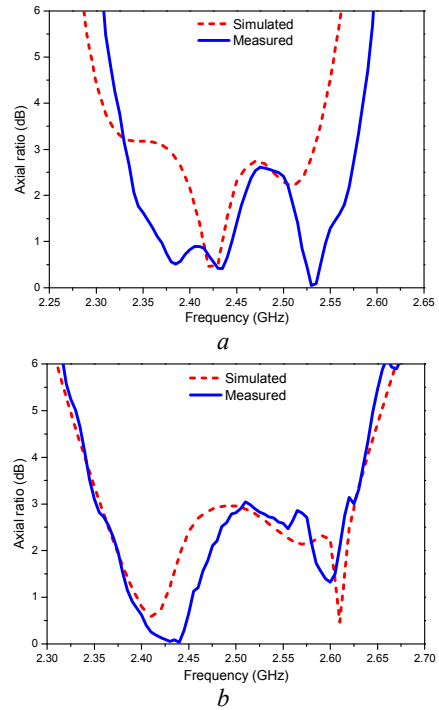 6
5
4
3
2
1
0
Axial ratio (dB)
Simulated
Measured
2.25 2.30 2.35 2.40 2.45 2.50 2.55 2.60 2.65
Frequency (GHz)
a
6
5
4
3
2
1
0
Axial ratio (dB)
Simulated
Measured
2.30 2.35 2.40 2.45 2.50 2.55 2.60 2.65 2.70
Frequency (GHz)
b